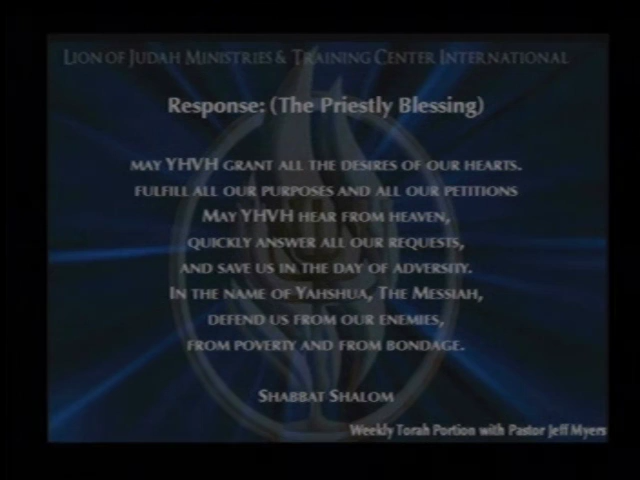 Lion of Judah Ministries & Training Center International
Response: (The Priestly Blessing)
may YHVH grant all the desires of our hearts.
fulfill all our purposes and all our petitions
May YHVH hear from heaven,
quickly answer all our requests,
and save us in the day of adversity.
In the name of Yahshua, The Messiah,
defend us from our enemies,
from poverty and from bondage.
Shabbat Shalom
Weekly Torah Portion with Pastor Jeff Myers